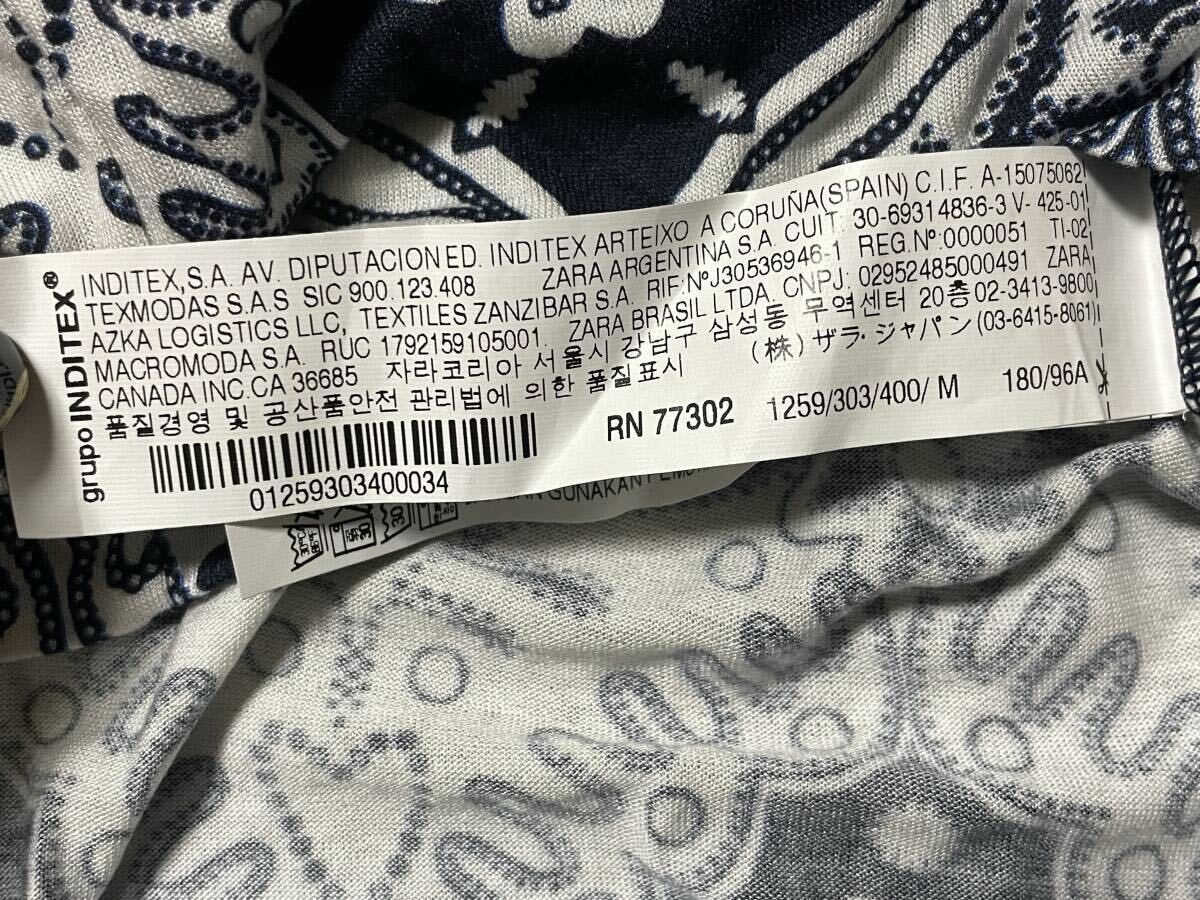 grupo INDITEX®
INDITEX,S.A. AV. DIPUTACION ED. INDITEX ARTEIXO A CORUÑA(SPAIN) C.I.F. A-15075062
TEXMODAS S.A.S SIC 900.123.408 ZARA ARGENTINA S.A. CUIT: 30-69314836-3 V- 425-01
AZKA LOGISTICS LLC, TEXTILES ZANZIBAR S.A. RIF:NºJ30536946-1 REG.Nº:0000051 TI-02
MACROMODA S.A. RUC 1792159105001. ZARA BRASIL LTDA. CNPJ: 02952485000491 ZARA
CANADA INC.CA 36685 자라코리아 서울시 강남구 삼성동 무역센터 20층 02-3413-9800
품질경영 및 공산품안전 관리법에 의한 품질표시 (株) ザラ・ジャパン (03-6415-8061)
RN 77302 1259/303/400/ M 180/96A
01259303400034
GUNAKAN